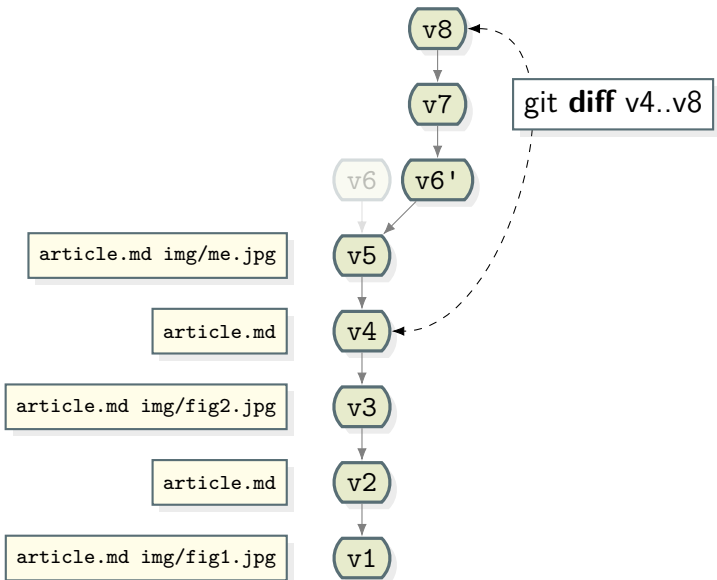 v8
v7
git diff v4..v8
v6
v6'
article.md img/me.jpg
v5
article.md
v4
article.md img/fig2.jpg
v3
article.md
v2
article.md img/fig1.jpg
v1